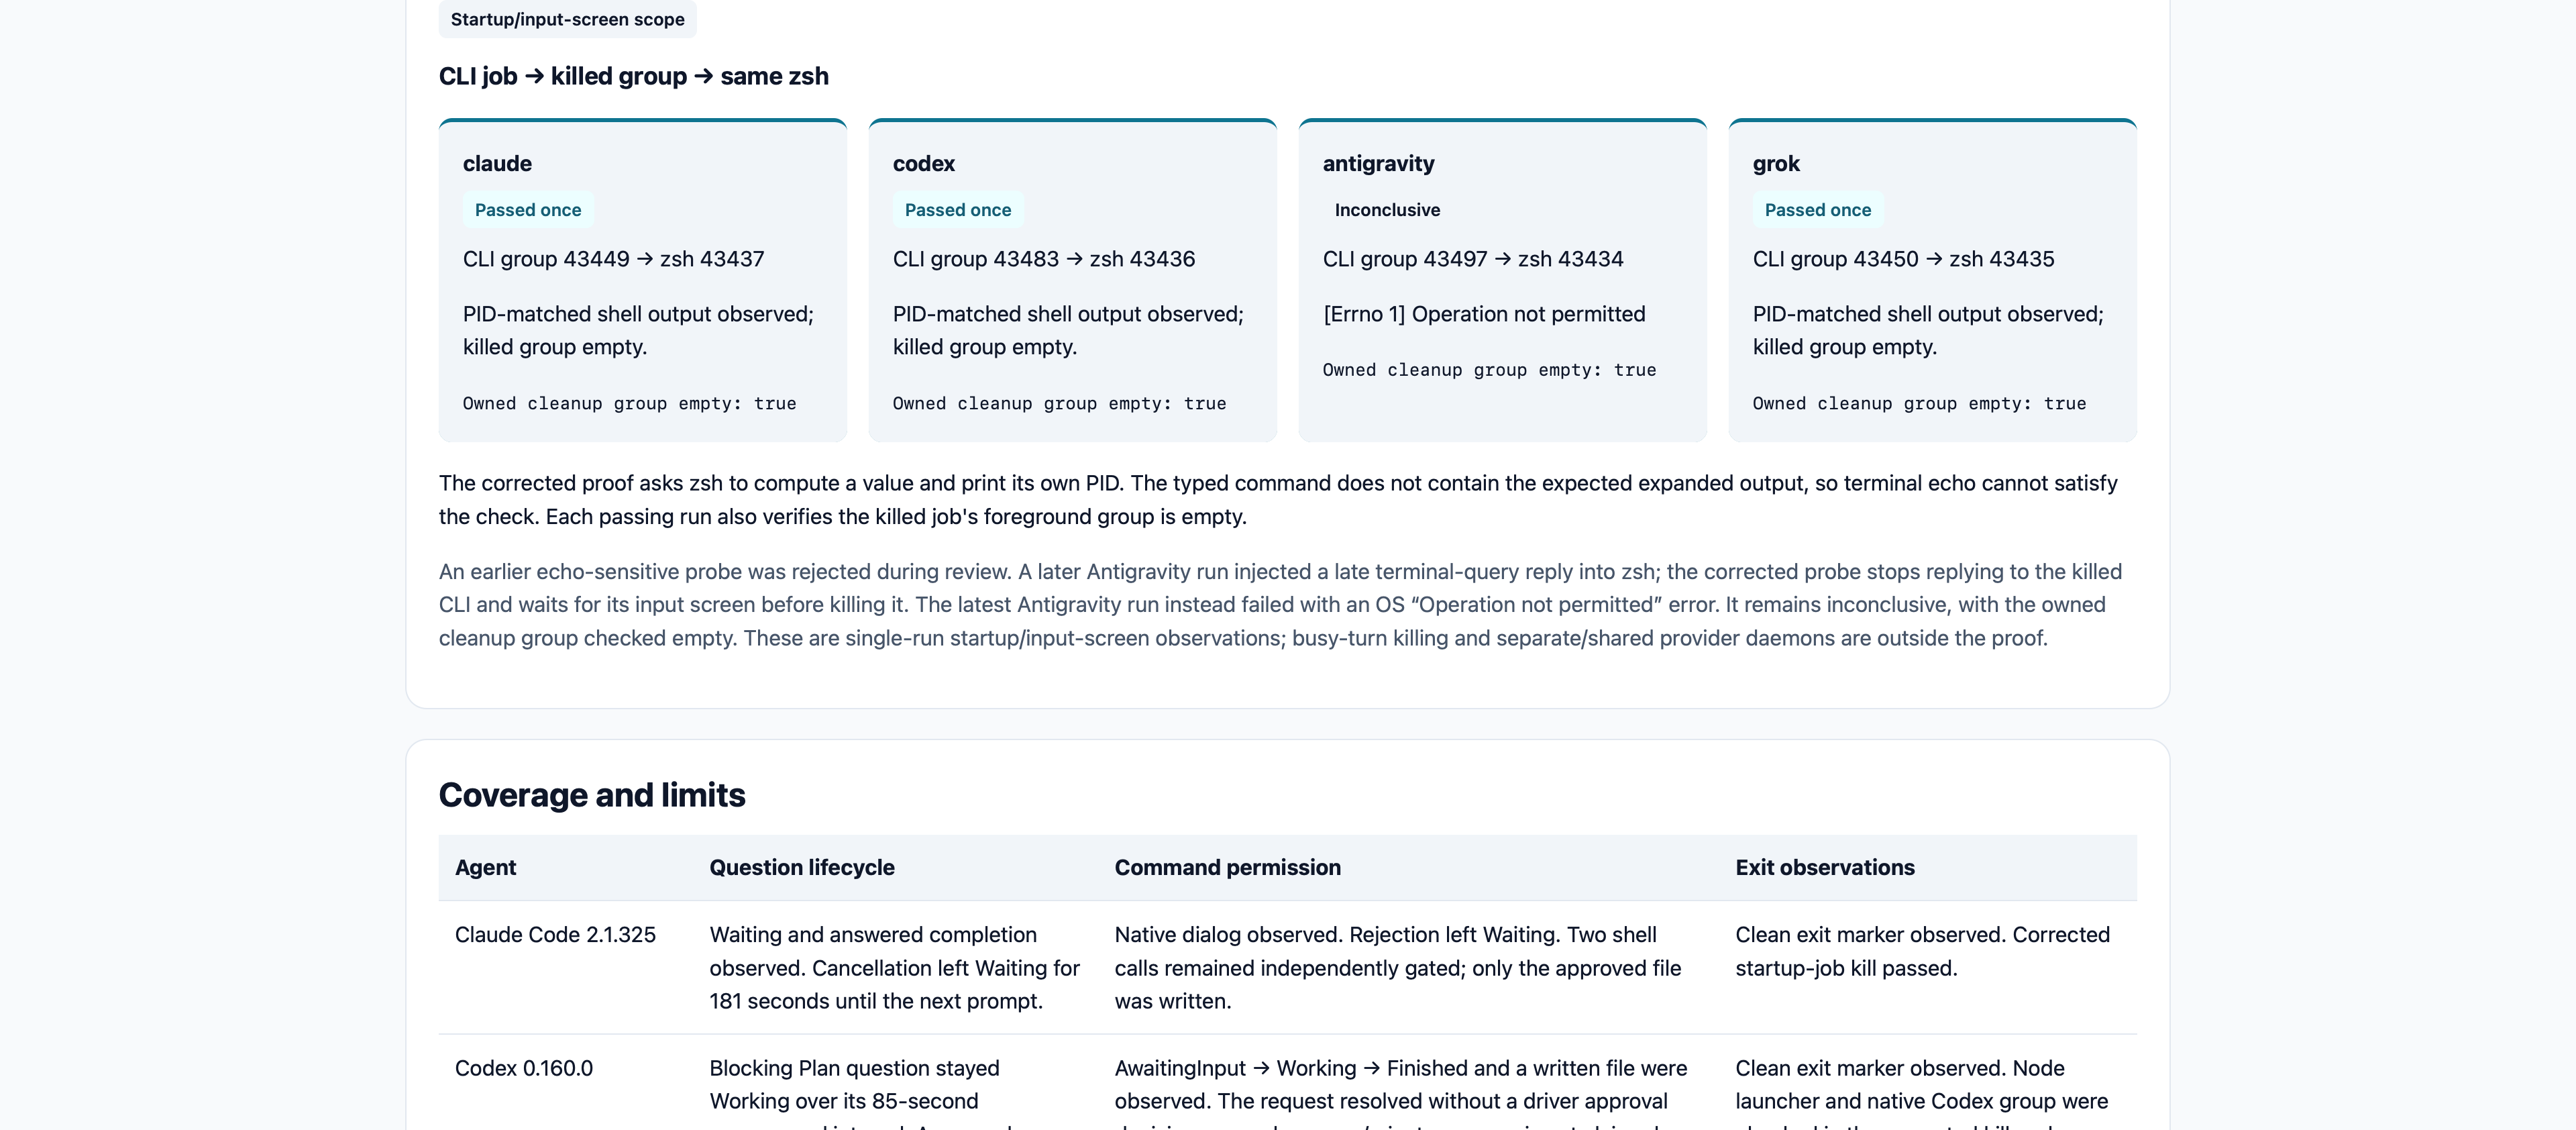 Startup/input-screen scope
CLI job → killed group → same zsh
claude
Passed once
CLI group 43449 → zsh 43437
PID-matched shell output observed;
killed group empty.
Owned cleanup group empty: true
codex
Passed once
CLI group 43483 → zsh 43436
PID-matched shell output observed;
killed group empty.
Owned cleanup group empty: true
antigravity
Inconclusive
CLI group 43497 → zsh 43434
[Errno 1] Operation not permitted
Owned cleanup group empty: true
grok
Passed once
CLI group 43450 → zsh 43435
PID-matched shell output observed;
killed group empty.
Owned cleanup group empty: true
The corrected proof asks zsh to compute a value and print its own PID. The typed command does not contain the expected expanded output, so terminal echo cannot satisfy
the check. Each passing run also verifies the killed job's foreground group is empty.
An earlier echo-sensitive probe was rejected during review. A later Antigravity run injected a late terminal-query reply into zsh; the corrected probe stops replying to the killed
CLI and waits for its input screen before killing it. The latest Antigravity run instead failed with an OS “Operation not permitted” error. It remains inconclusive, with the owned
cleanup group checked empty. These are single-run startup/input-screen observations; busy-turn killing and separate/shared provider daemons are outside the proof.
Coverage and limits
Agent
Question lifecycle
Command permission
Exit observations
Claude Code 2.1.325
Waiting and answered completion
observed. Cancellation left Waiting for
181 seconds until the next prompt.
Native dialog observed. Rejection left Waiting. Two shell
calls remained independently gated; only the approved file
was written.
Clean exit marker observed. Corrected
startup-job kill passed.
Codex 0.160.0
Blocking Plan question stayed
Working over its 85-second
AwaitingInput → Working → Finished and a written file were
observed. The request resolved without a driver approval
Clean exit marker observed. Node
launcher and native Codex group were